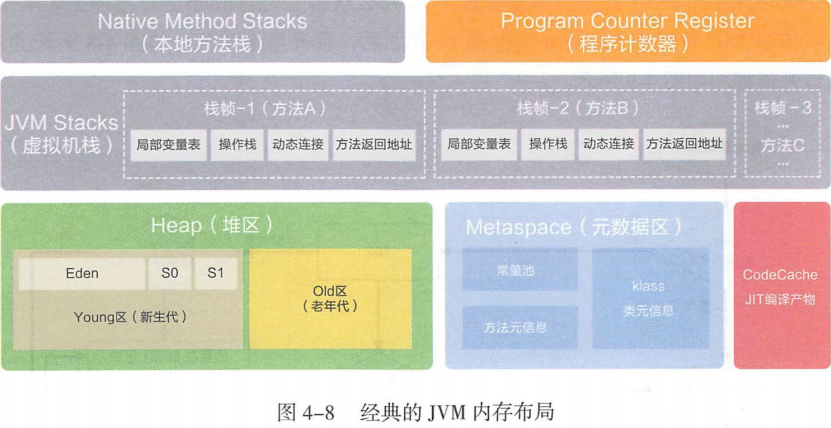 Native Method Stacks
（本地方法栈）
Program Counter Register
（程序计数器）
JVM Stacks
（虚拟机栈）
栈帧-1（方法A）
局部变量表
操作栈
动态连接
方法返回地址
栈帧-2（方法B）
局部变量表
操作栈
动态连接
方法返回地址
栈帧-3
...
方法C
...
Heap（堆区）
Eden
S0
S1
Young区（新生代）
Old区
（老年代）
Metaspace（元数据区）
常量池
方法元信息
klass
类元信息
CodeCache
JIT编译产物
图 4-8 经典的 JVM 内存布局